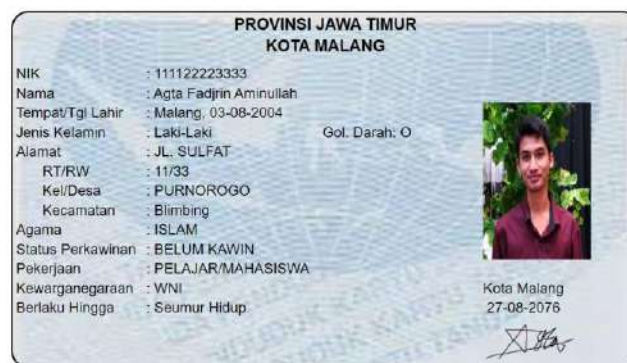 PROVINSI JAWA TIMUR
KOTA MALANG
NIK : 111122223333
Nama : Agta Fadjrin Aminullah
Tempat/Tgl Lahir : Malang, 03-08-2004
Jenis Kelamin : Laki-Laki Gol. Darah: O
Alamat : JL. SULFAT
RT/RW : 11/33
Kel/Desa : PURNOROGO
Kecamatan : Blimbing
Agama : ISLAM
Status Perkawinan : BELUM KAWIN
Pekerjaan : PELAJAR/MAHASISWA
Kewarganegaraan : WNI
Berlaku Hingga : Seumur Hidup
Kota Malang
27-08-2076